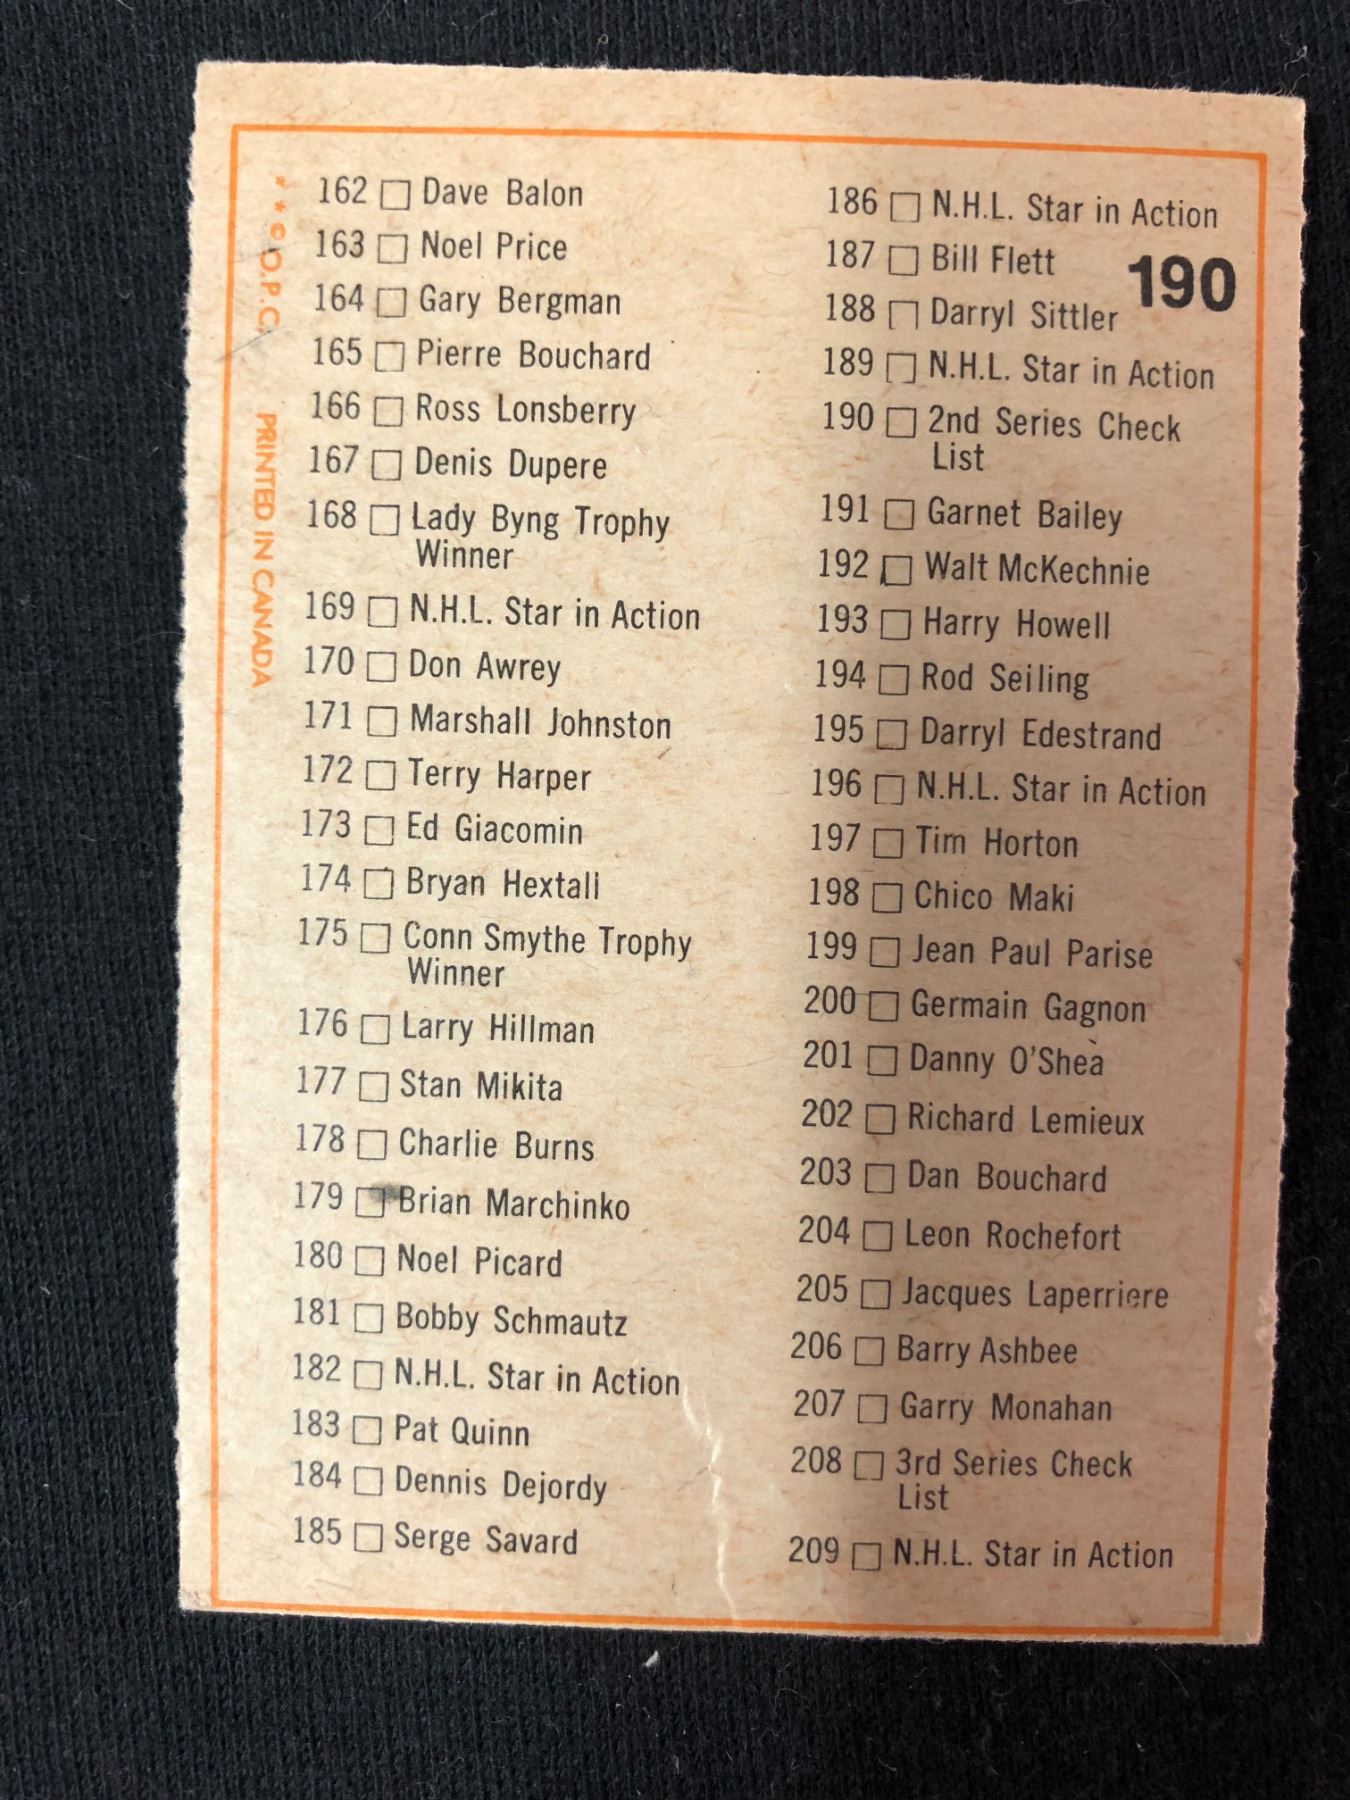 162 □ Dave Balon
163 □ Noel Price
164 □ Gary Bergman
165 □ Pierre Bouchard
166 □ Ross Lonsberry
167 □ Denis Dupere
168 □ Lady Byng Trophy
Winner
169 □ N.H.L. Star in Action
170 □ Don Awrey
171 □ Marshall Johnston
172 □ Terry Harper
173 □ Ed Giacomin
174 □ Bryan Hextall
175 □ Conn Smythe Trophy
Winner
176 □ Larry Hillman
177 □ Stan Mikita
178 □ Charlie Burns
179 □ Brian Marchinko
180 □ Noel Picard
181 □ Bobby Schmautz
182 □ N.H.L. Star in Action
183 □ Pat Quinn
184 □ Dennis Dejordy
185 □ Serge Savard
186 □ N.H.L. Star in Action
187 □ Bill Flett
190
188 □ Darryl Sittler
189 □ N.H.L. Star in Action
190 □ 2nd Series Check
List
191 □ Garnet Bailey
192 □ Walt McKechnie
193 □ Harry Howell
194 □ Rod Seiling
195 □ Darryl Edestrand
196 □ N.H.L. Star in Action
197 □ Tim Horton
198 □ Chico Maki
199 □ Jean Paul Parise
200 □ Germain Gagnon
201 □ Danny O'Shea
202 □ Richard Lemieux
203 □ Dan Bouchard
204 □ Leon Rochefort
205 □ Jacques Laperriere
206 □ Barry Ashbee
207 □ Garry Monahan
208 □ 3rd Series Check
List
209 □ N.H.L. Star in Action
* * © O.P.C. PRINTED IN CANADA